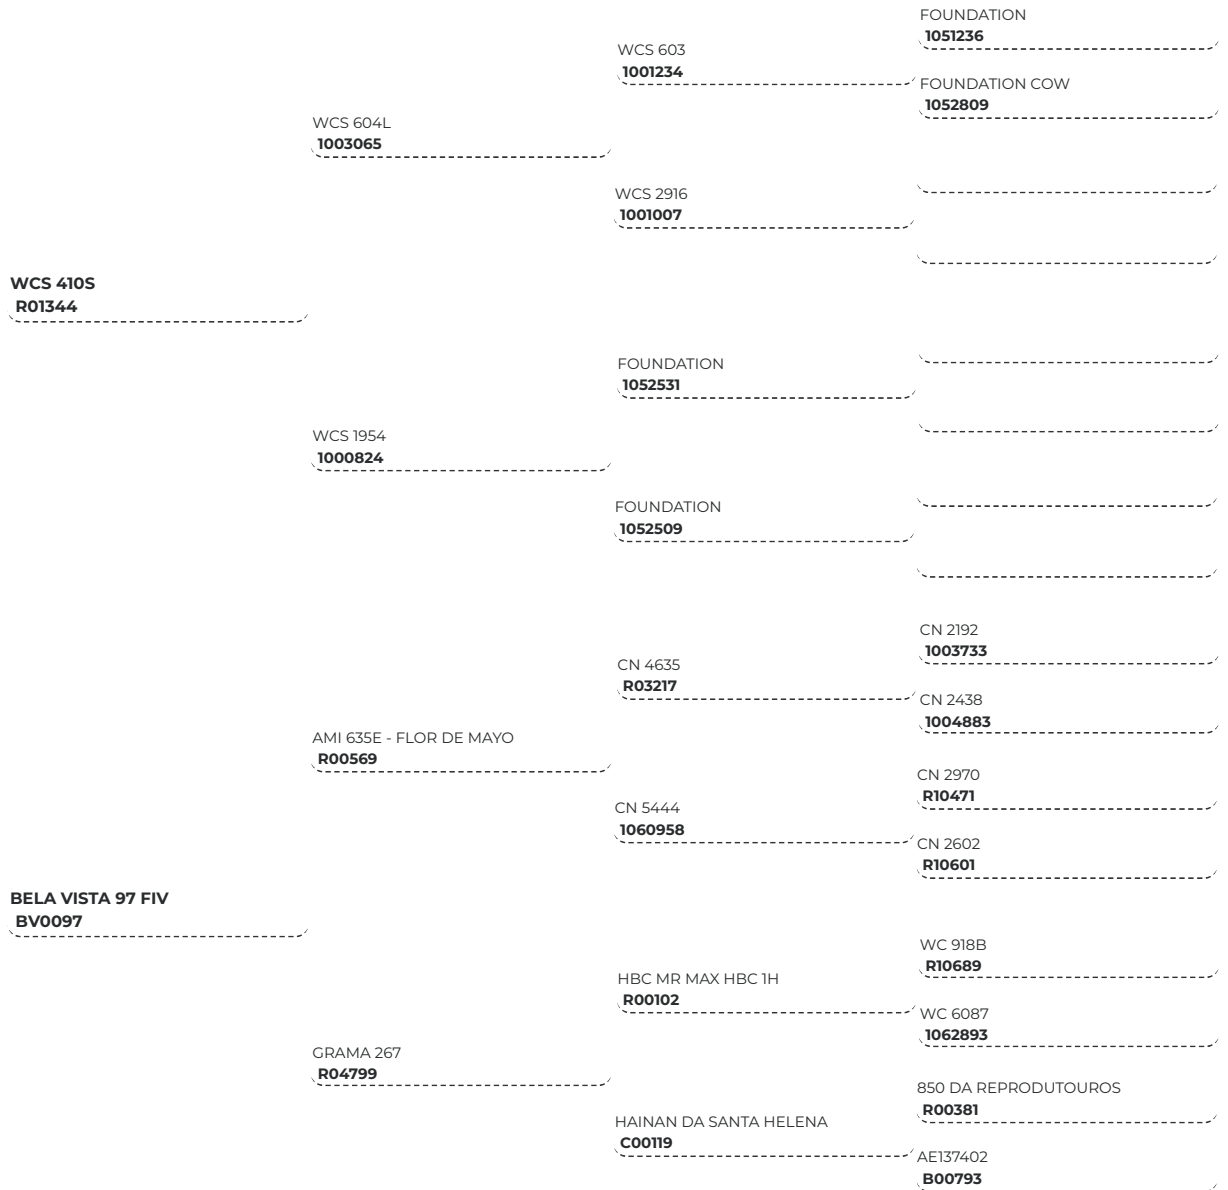 FOUNDATION
1051236
WCS 603
1001234
FOUNDATION COW
1052809
WCS 604L
1003065
WCS 2916
1001007
WCS 410S
R01344
FOUNDATION
1052531
WCS 1954
1000824
FOUNDATION
1052509
CN 2192
1003733
CN 4635
R03217
CN 2438
1004883
AMI 635E - FLOR DE MAYO
R00569
CN 2970
R10471
CN 5444
1060958
CN 2602
R10601
BELA VISTA 97 FIV
BV0097
WC 918B
R10689
HBC MR MAX HBC 1H
R00102
WC 6087
1062893
GRAMA 267
R04799
850 DA REPRODUTOUROS
R00381
HAINAN DA SANTA HELENA
C00119
AE137402
B00793